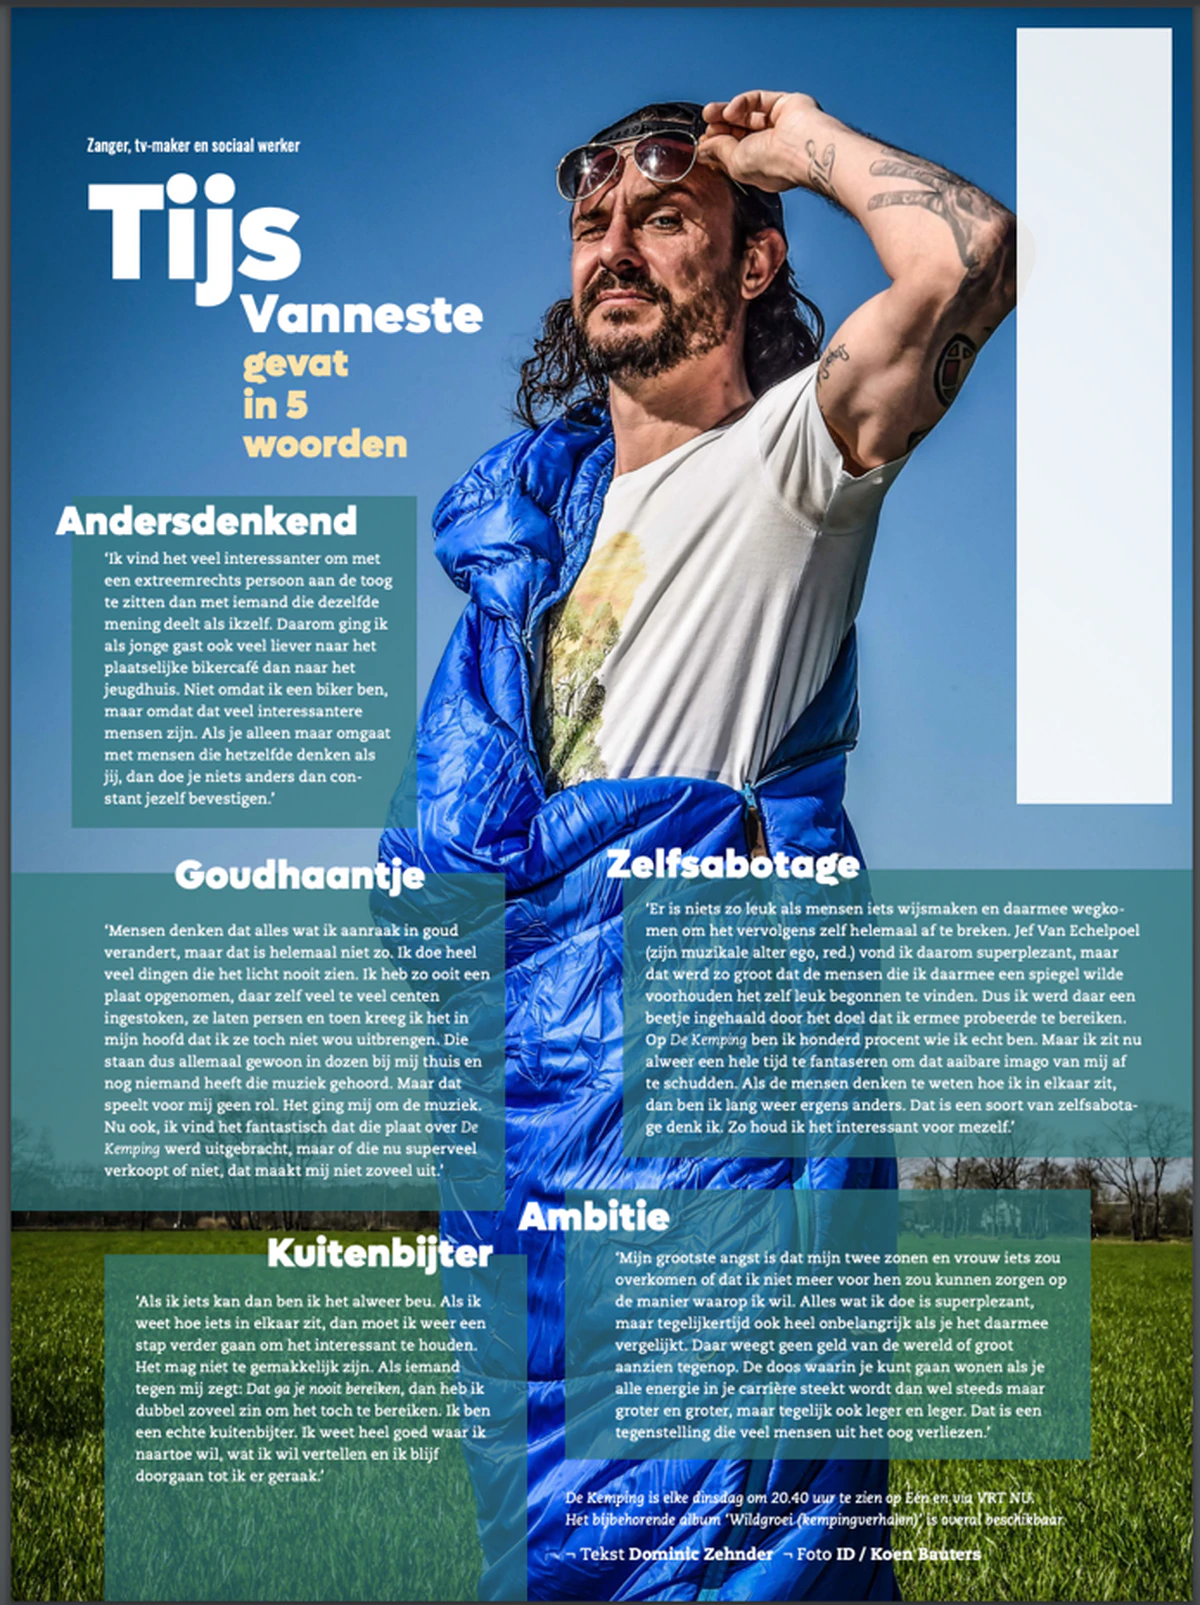 Zanger, tv-maker en sociaal werker
Tijs
Vanneste
gevat
in 5
woorden
Andersdenkend
‘Ik vind het veel interessanter om met
een extreemrechts persoon aan de toog
te zitten dan met iemand die dezelfde
mening deelt als ikzelf. Daarom ging ik
als jonge gast ook veel liever naar het
plaatselijke bikercafé dan naar het
jeugdhuis. Niet omdat ik een biker ben,
maar omdat dat veel interessantere
mensen zijn. Als je alleen maar omgaat
met mensen die hetzelfde denken als
jij, dan doe je niets anders dan con-
stant jezelf bevestigen.’
Goudhaantje
‘Mensen denken dat alles wat ik aanraak in goud
verandert, maar dat is helemaal niet zo. Ik doe heel
veel dingen die het licht nooit zien. Ik heb zo ooit een
plaat opgenomen, daar zelf veel te veel centen
ingestoken, ze laten persen en toen kreeg ik het in
mijn hoofd dat ik ze toch niet wou uitbrengen. Die
staan dus allemaal gewoon in dozen bij mij thuis en
nog niemand heeft die muziek gehoord. Maar dat
speelt voor mij geen rol. Het ging mij om de muziek.
Nu ook, ik vind het fantastisch dat die plaat over De
Kemping werd uitgebracht, maar of die nu superveel
verkoopt of niet, dat maakt mij niet zoveel uit.’
Kuitenbijter
‘Als ik iets kan dan ben ik het alweer beu. Als ik
weet hoe iets in elkaar zit, dan moet ik weer een
stap verder gaan om het interessant te houden.
Het mag niet te gemakkelijk zijn. Als iemand
tegen mij zegt: Dat ga je nooit bereiken, dan heb ik
dubbel zoveel zin om het toch te bereiken. Ik ben
een echte kuitenbijter. Ik weet heel goed waar ik
naartoe wil, wat ik wil vertellen en ik blijf
doorgaan tot ik er geraak.’
Zelfsabotage
‘Er is niets zo leuk als mensen iets wijsmaken en daarmee wegko-
men om het vervolgens zelf helemaal af te breken. Jef Van Echelpoel
(zijn muzikale alter ego, red.) vond ik daarom superplezant, maar
dat werd zo groot dat de mensen die ik daarmee een spiegel wilde
voorhouden het zelf leuk begonnen te vinden. Dus ik werd daar een
beetje ingehaald door het doel dat ik ermee probeerde te bereiken.
Op De Kemping ben ik honderd procent wie ik echt ben. Maar ik zit nu
alweer een hele tijd te fantaseren om dat aaibare imago van mij af
te schudden. Als de mensen denken te weten hoe ik in elkaar zit,
dan ben ik lang weer ergens anders. Dat is een soort van zelfsabota-
ge denk ik. Zo houd ik het interessant voor mezelf.’
Ambitie
‘Mijn grootste angst is dat mijn twee zonen en vrouw iets zou
overkomen of dat ik niet meer voor hen zou kunnen zorgen op
de manier waarop ik wil. Alles wat ik doe is superplezant,
maar tegelijkertijd ook heel onbelangrijk als je het daarmee
vergelijkt. Daar weegt geen geld van de wereld of groot
aanzien tegenop. De doos waarin je kunt gaan wonen als je
alle energie in je carrière steekt wordt dan wel steeds maar
groter en groter, maar tegelijk ook leger en leger. Dat is een
tegenstelling die veel mensen uit het oog verliezen.’
De Kemping is elke dinsdag om 20.40 uur te zien op Eén en via VRT NU.
Het bijbehorende album ‘Wildgroei (kempingverhalen)’ is overal beschikbaar.
¬ Tekst Dominic Zehnder ¬ Foto ID / Koen Bauters